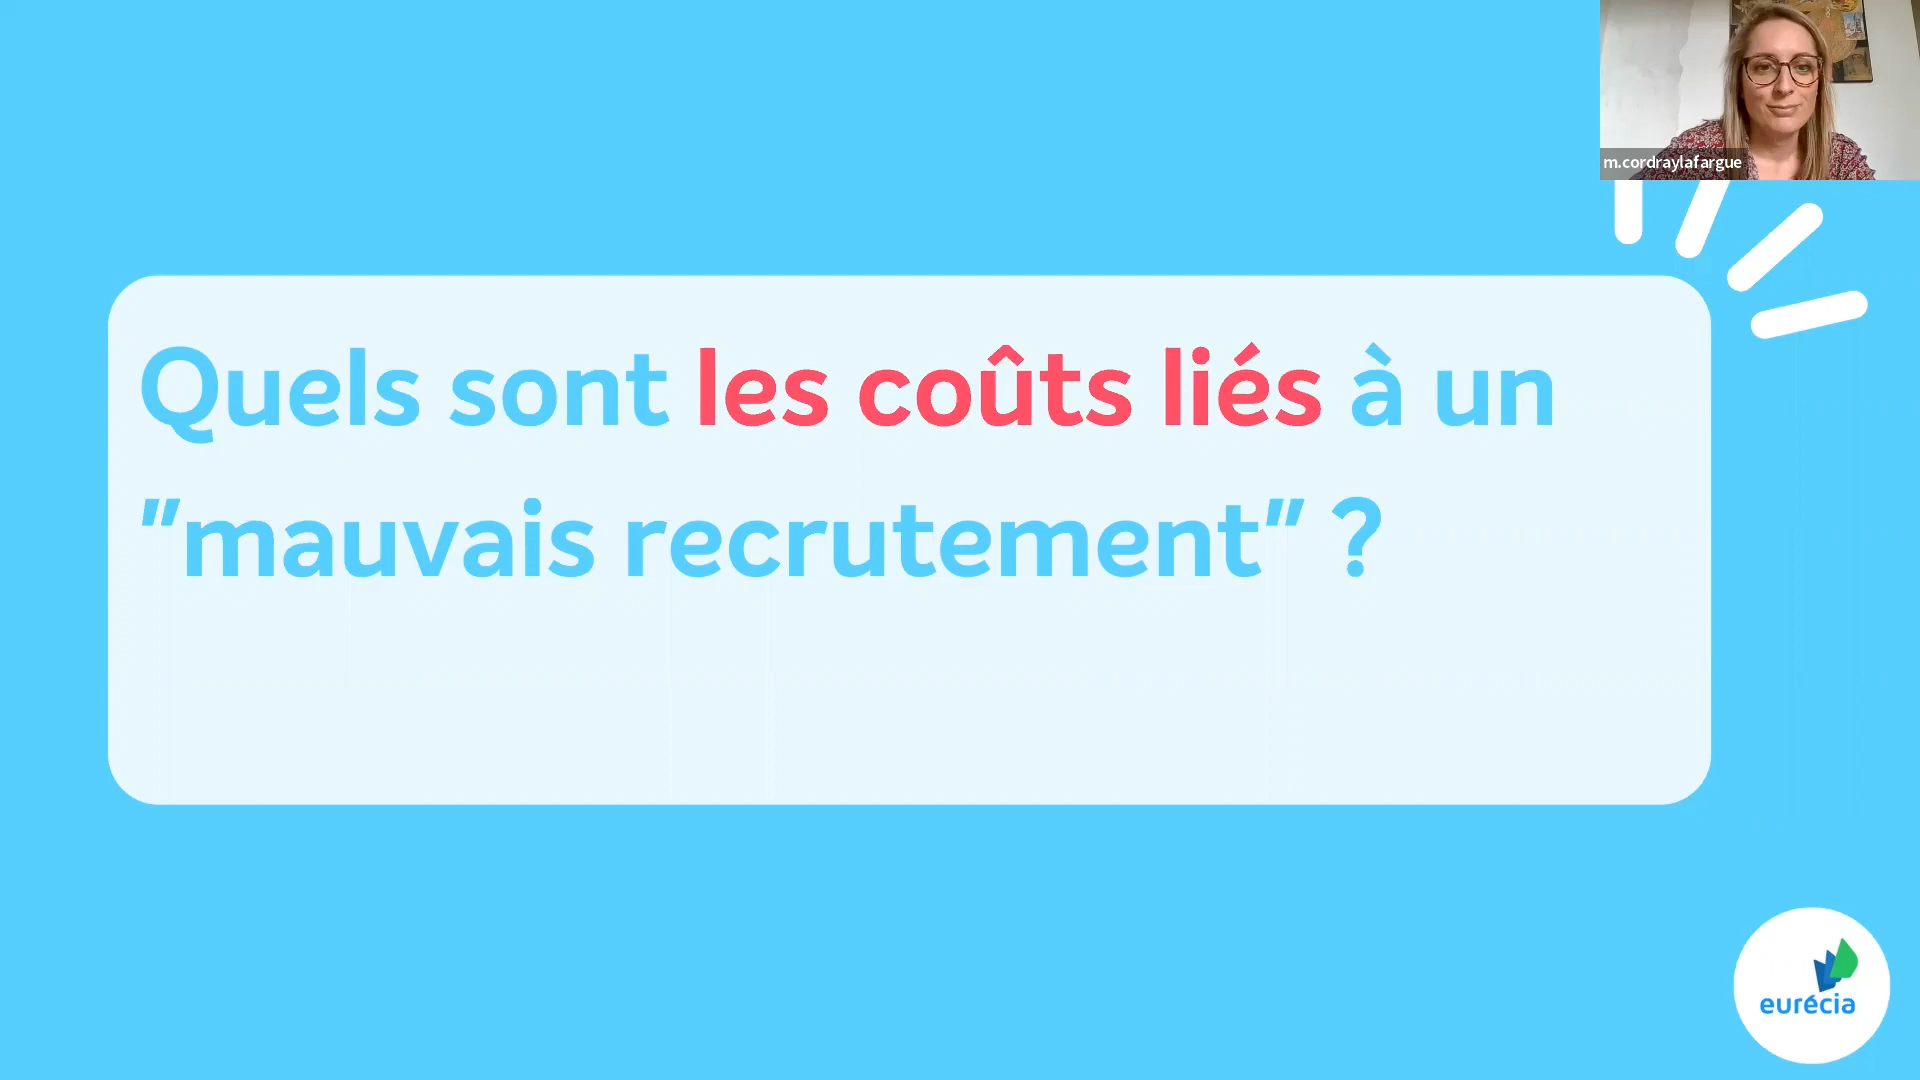 m.cordraylafargue
Quels sont les coûts liés à un
"mauvais recrutement" ?
eurécia